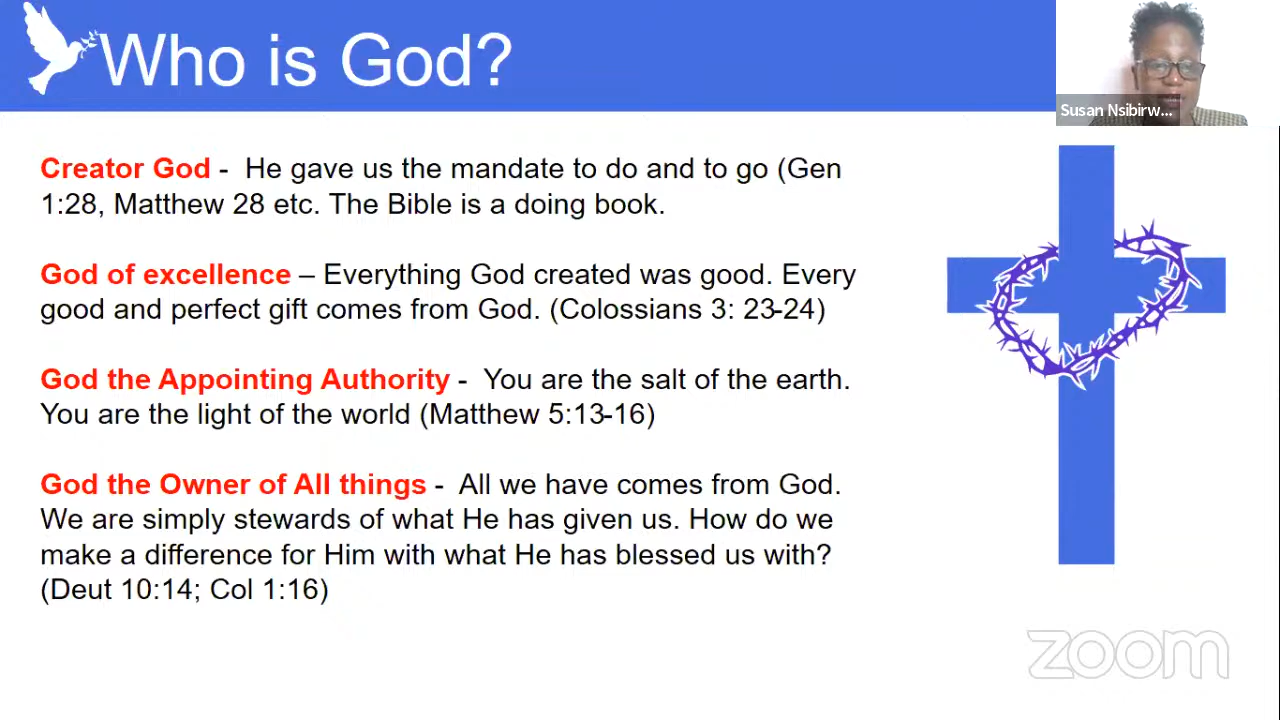 Who is God?
Susan Nsibirw...
Creator God - He gave us the mandate to do and to go (Gen
1:28, Matthew 28 etc. The Bible is a doing book.
God of excellence – Everything God created was good. Every
good and perfect gift comes from God. (Colossians 3: 23-24)
God the Appointing Authority - You are the salt of the earth.
You are the light of the world (Matthew 5:13-16)
God the Owner of All things - All we have comes from God.
We are simply stewards of what He has given us. How do we
make a difference for Him with what He has blessed us with?
(Deut 10:14; Col 1:16)
zoom